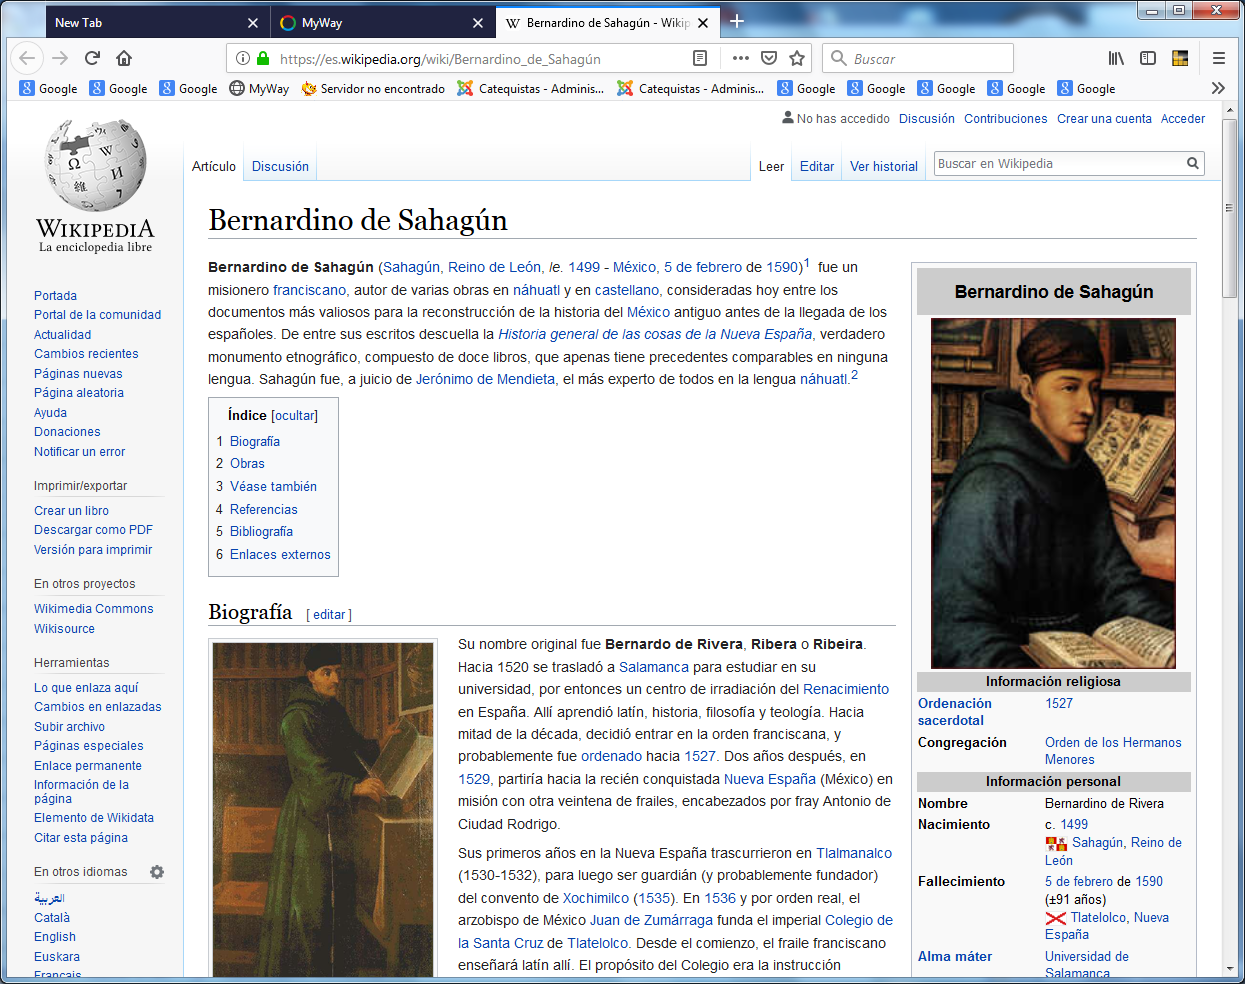 New Tab
MyWay
Bernardino de Sahagún - Wikip
https://es.wikipedia.org/wiki/Bernardino_de_Sahagún
Buscar
Google
Google
Google
MyWay
Servidor no encontrado
Catequistas - Adminis...
Catequistas - Adminis...
Google
Google
Google
Google
Google
No has accedido Discusión Contribuciones Crear una cuenta Acceder
Artículo Discusión
Leer Editar Ver historial
Buscar en Wikipedia
WIKIPEDIA
La enciclopedia libre
Portada
Portal de la comunidad
Actualidad
Cambios recientes
Páginas nuevas
Página aleatoria
Ayuda
Donaciones
Notificar un error
Imprimir/exportar
Crear un libro
Descargar como PDF
Versión para imprimir
En otros proyectos
Wikimedia Commons
Wikisource
Herramientas
Lo que enlaza aquí
Cambios en enlazadas
Subir archivo
Páginas especiales
Enlace permanente
Información de la
página
Elemento de Wikidata
Citar esta página
En otros idiomas
العربية
Català
English
Euskara
Français
Bernardino de Sahagún
Bernardino de Sahagún (Sahagún, Reino de León, le. 1499 - México, 5 de febrero de 1590)1 fue un
misionero franciscano, autor de varias obras en náhuatl y en castellano, consideradas hoy entre los
documentos más valiosos para la reconstrucción de la historia del México antiguo antes de la llegada de los
españoles. De entre sus escritos descuella la Historia general de las cosas de la Nueva España, verdadero
monumento etnográfico, compuesto de doce libros, que apenas tiene precedentes comparables en ninguna
lengua. Sahagún fue, a juicio de Jerónimo de Mendieta, el más experto de todos en la lengua náhuatl.2
Índice [ocultar]
1 Biografía
2 Obras
3 Véase también
4 Referencias
5 Bibliografía
6 Enlaces externos
Biografía [ editar ]
Su nombre original fue Bernardo de Rivera, Ribera o Ribeira.
Hacia 1520 se trasladó a Salamanca para estudiar en su
universidad, por entonces un centro de irradiación del Renacimiento
en España. Allí aprendió latín, historia, filosofía y teología. Hacia
mitad de la década, decidió entrar en la orden franciscana, y
probablemente fue ordenado hacia 1527. Dos años después, en
1529, partiría hacia la recién conquistada Nueva España (México) en
misión con otra veintena de frailes, encabezados por fray Antonio de
Ciudad Rodrigo.
Sus primeros años en la Nueva España trascurrieron en Tlalmanalco
(1530-1532), para luego ser guardián (y probablemente fundador)
del convento de Xochimilco (1535). En 1536 y por orden real, el
arzobispo de México Juan de Zumárraga funda el imperial Colegio de
la Santa Cruz de Tlatelolco. Desde el comienzo, el fraile franciscano
enseñará latín allí. El propósito del Colegio era la instrucción
Bernardino de Sahagún
Información religiosa
Ordenación 1527
sacerdotal
Congregación Orden de los Hermanos
Menores
Información personal
Nombre Bernardino de Rivera
Nacimiento c. 1499
Sahagún, Reino de
León
Fallecimiento 5 de febrero de 1590
(±91 años)
Tlatelolco, Nueva
España
Alma máter Universidad de
Salamanca